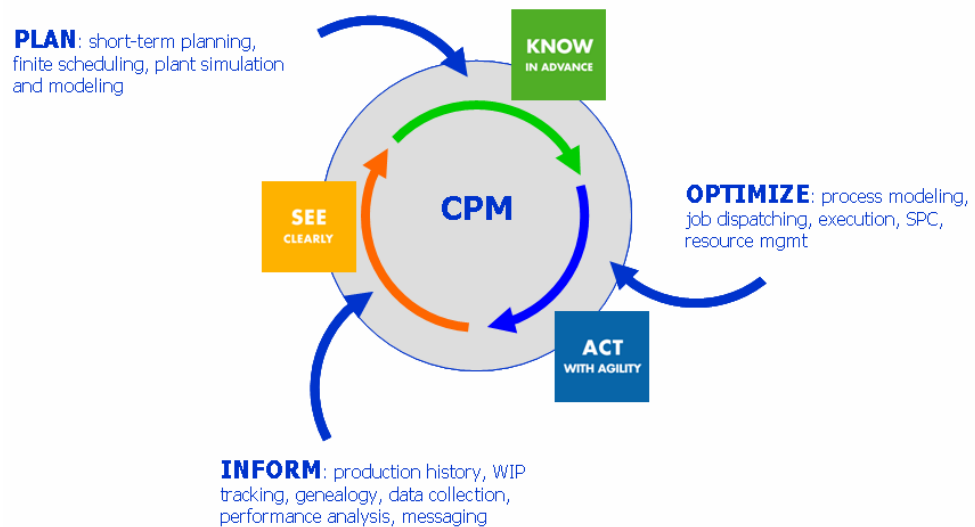 PLAN: short-term planning,
finite scheduling, plant simulation
and modeling
KNOW
IN ADVANCE
SEE
CLEARLY
CPM
OPTIMIZE: process modeling,
job dispatching, execution, SPC,
resource mgmt
ACT
WITH AGILITY
INFORM: production history, WIP
tracking, genealogy, data collection,
performance analysis, messaging